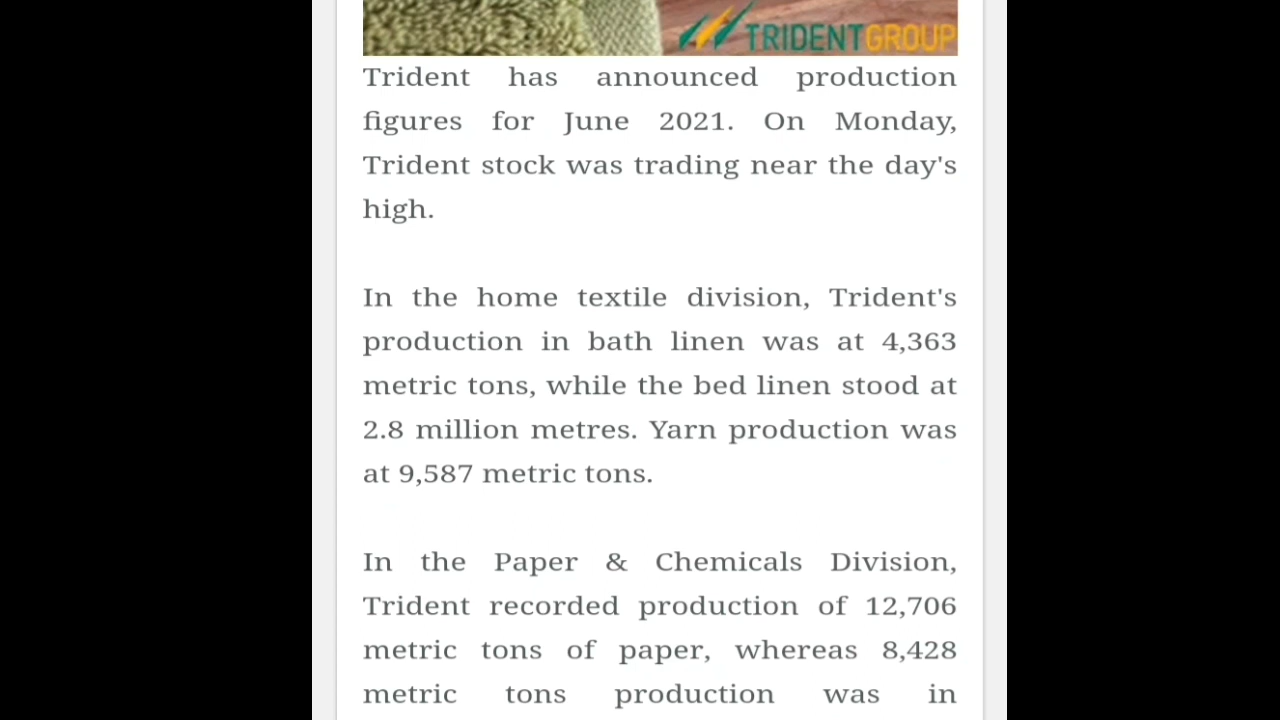 TRIDENTGROUP
Trident has announced production
figures for June 2021. On Monday,
Trident stock was trading near the day's
high.
In the home textile division, Trident's
production in bath linen was at 4,363
metric tons, while the bed linen stood at
2.8 million metres. Yarn production was
at 9,587 metric tons.
In the Paper & Chemicals Division,
Trident recorded production of 12,706
metric tons of paper, whereas 8,428
metric tons production was in